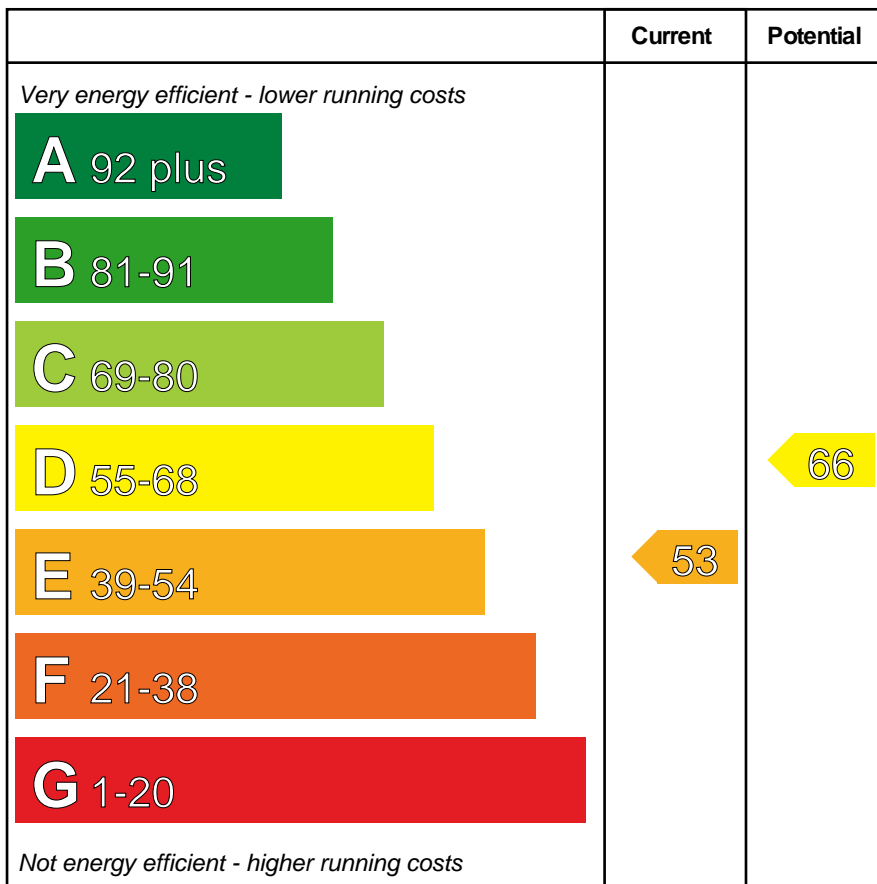 Current Potential
Very energy efficient - lower running costs
A 92 plus
B 81-91
C 69-80
D 55-68
66
E 39-54
53
F 21-38
G 1-20
Not energy efficient - higher running costs